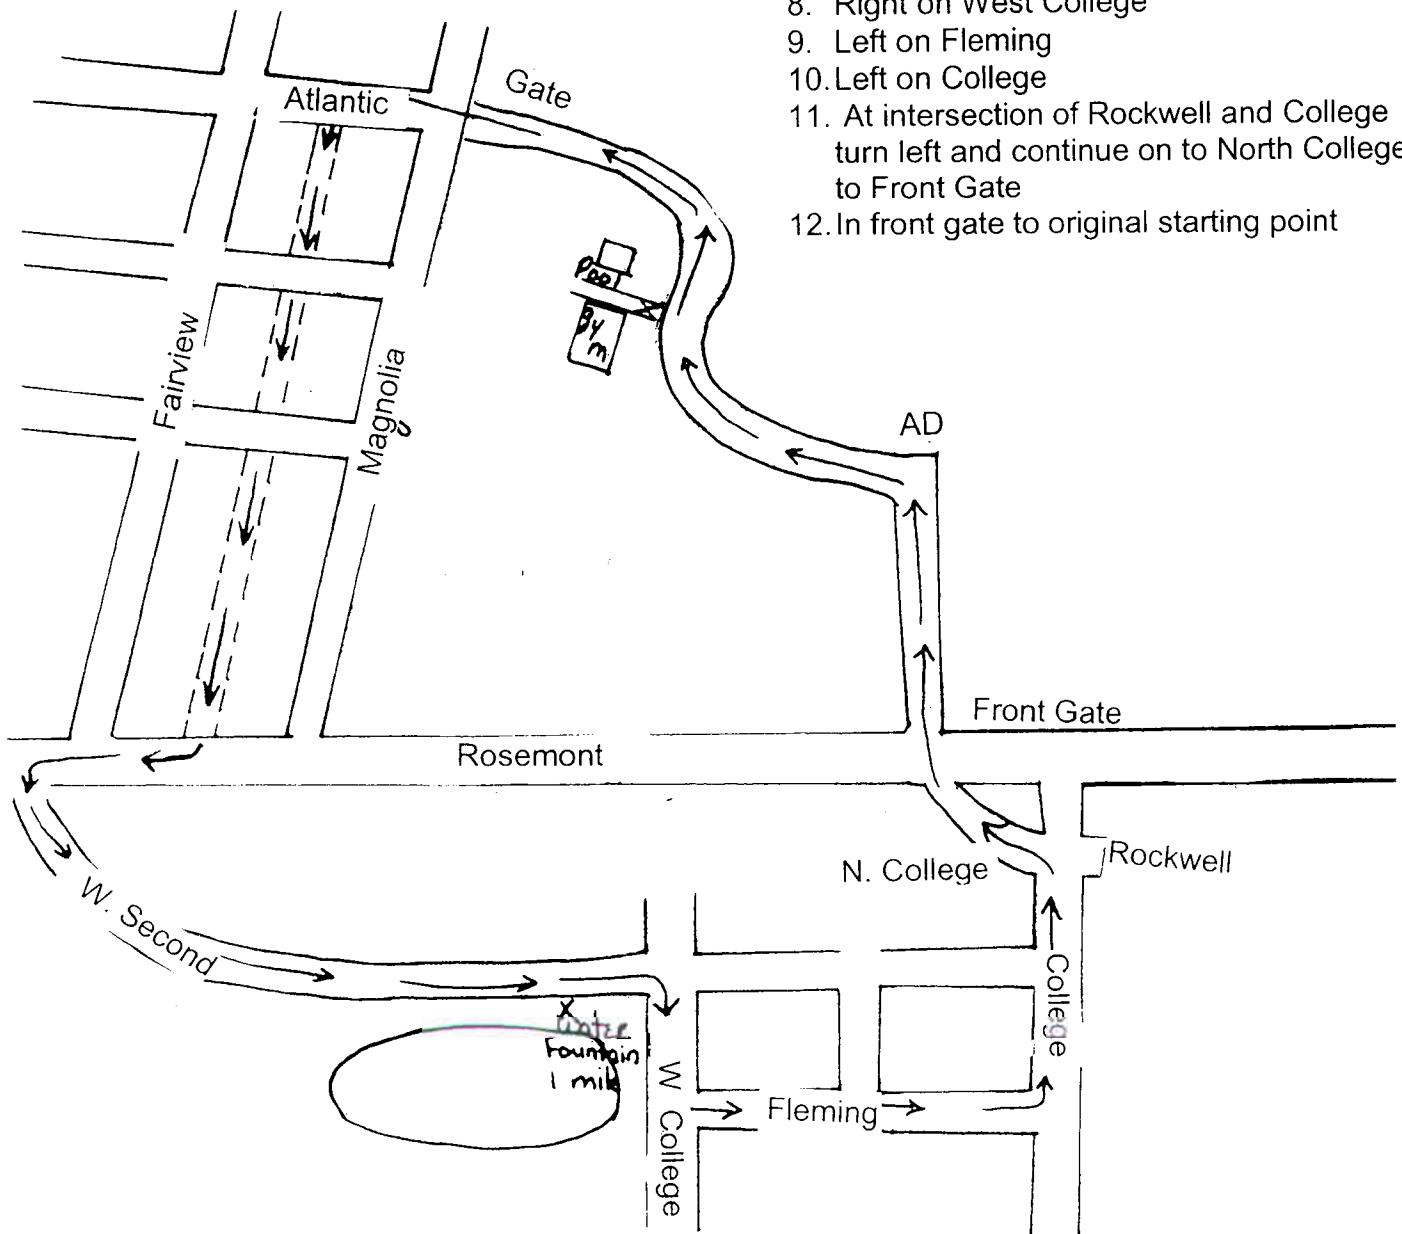 8. Right on West College
9. Left on Fleming
10. Left on College
11. At intersection of Rockwell and College
turn left and continue on to North College
to Front Gate
12. In front gate to original starting point
Gate
Atlantic
Pool
Gym
Fairview
Magnolia
AD
Front Gate
Rosemont
Rockwell
N. College
W. Second
College
X
Water
Fountain
1 mile
W College
Fleming